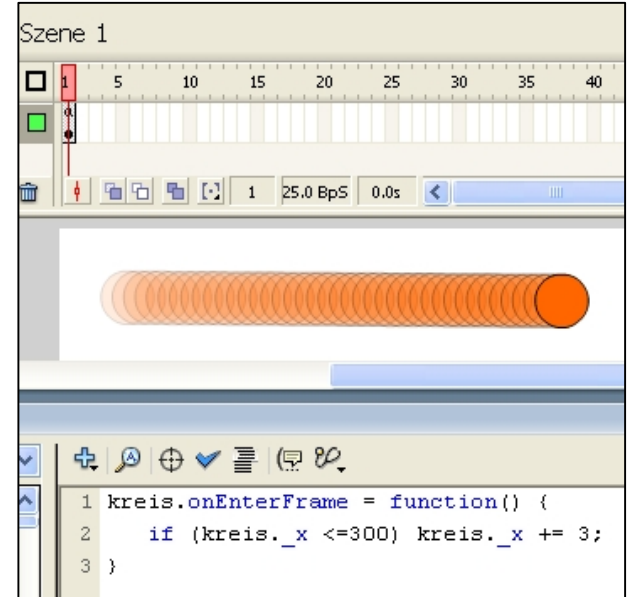 Szene 1
1 5 10 15 20 25 30 35 40
a
1 25.0 BpS 0.0s
1 kreis.onEnterFrame = function() {
2 if (kreis._x <=300) kreis._x += 3;
3 }